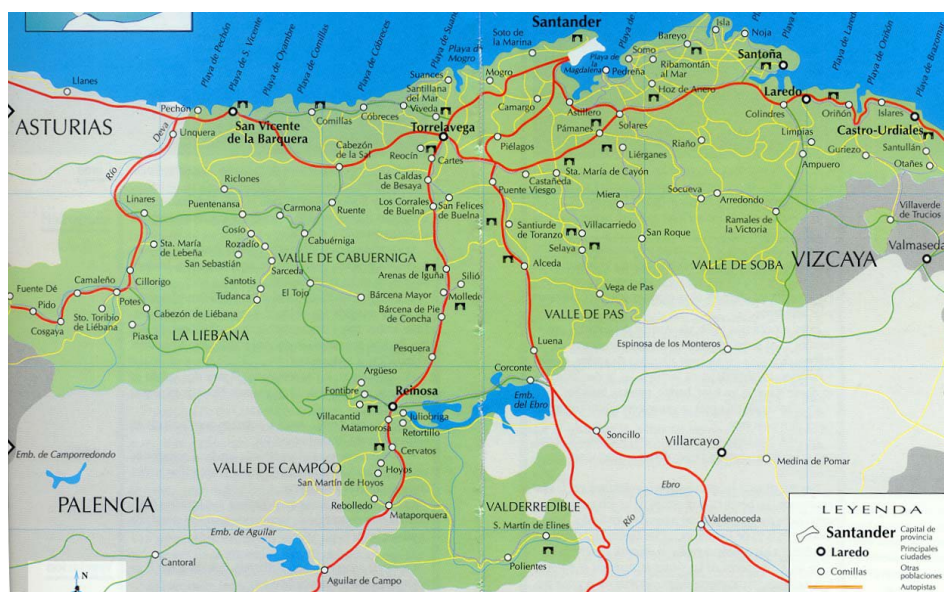 Playa de Pechón
Playa de S. Vicente
Playa de Oyambre
Playa de Comillas
Playa de Cóbreces
Playa de Suances
Playa de
Mogro
Soto de
la Marina
Santander
Playa de
la
Magdalena
Somo
Bareyo
Isla
Noja
Playa de Laredo
Playa de Oriñón
Playa de Brazomar
Pedreña
Ribamontán
al Mar
Santoña
Llanes
Suances
Mogro
Santillana
del Mar
Hoz de Anero
Laredo
Pechón
Viveda
Camargo
Astillero
Colindres
Oriñón
Islares
ASTURIAS
Deva
Unquera
San Vicente
de la Barquera
Comillas
Cóbreces
Torrelavega
Solares
Pámanes
Limpias
Castro-Urdiales
Cabezón
de la Sal
Reocín
Cartes
Piélagos
Liérganes
Riaño
Guriezo
Santullán
Ampuero
Otañes
Río
Riclones
Las Caldas
de Besaya
Castañeda
Sta. María de Cayón
Puente Viesgo
Miera
Socueva
Arredondo
Linares
Puentenansa
Carmona
Ruente
Los Corrales
de Buelna
San Felices
de Buelna
Villacarriedo
Ramales de
la Victoria
Villaverde
de Trucios
Santiurde
de Toranzo
San Roque
Cosío
Rozadío
Cabuérniga
Selaya
Valmaseda
Sta. María
de Lebeña
San Sebastián
Sarceda
VALLE DE CABUERNIGA
Alceda
VALLE DE SOBA
VIZCAYA
Arenas de Iguña
Silió
Fuente Dé
Camaleño
Cillorigo
Santotis
Tudanca
El Tojo
Bárcena Mayor
Molledo
Vega de Pas
Pido
Potes
Sto. Toribio
de Liébana
Cabezón de Liébana
Bárcena de Pie
de Concha
VALLE DE PAS
Cosgaya
Piasca
LA LIEBANA
Pesquera
Luena
Espinosa de los Monteros
Argüeso
Fontibre
Reinosa
Corconte
Emb.
del Ebro
Villacantid
Matamorosa
Juliobriga
Retortillo
Soncillo
Villarcayo
Cervatos
Emb. de Camporredondo
VALLE DE CAMPÓO
Hoyos
San Martín de Hoyos
Medina de Pomar
Ebro
PALENCIA
Rebolledo
Mataporquera
VALDERREDIBLE
S. Martín de Elines
Río
Valdenoceda
Emb. de Aguilar
Cantoral
Polientes
Aguilar de Campo
N
LEYENDA
Santander
Capital de
provincia
Laredo
Principales
ciudades
Comillas
Otras
poblaciones
Autopistas